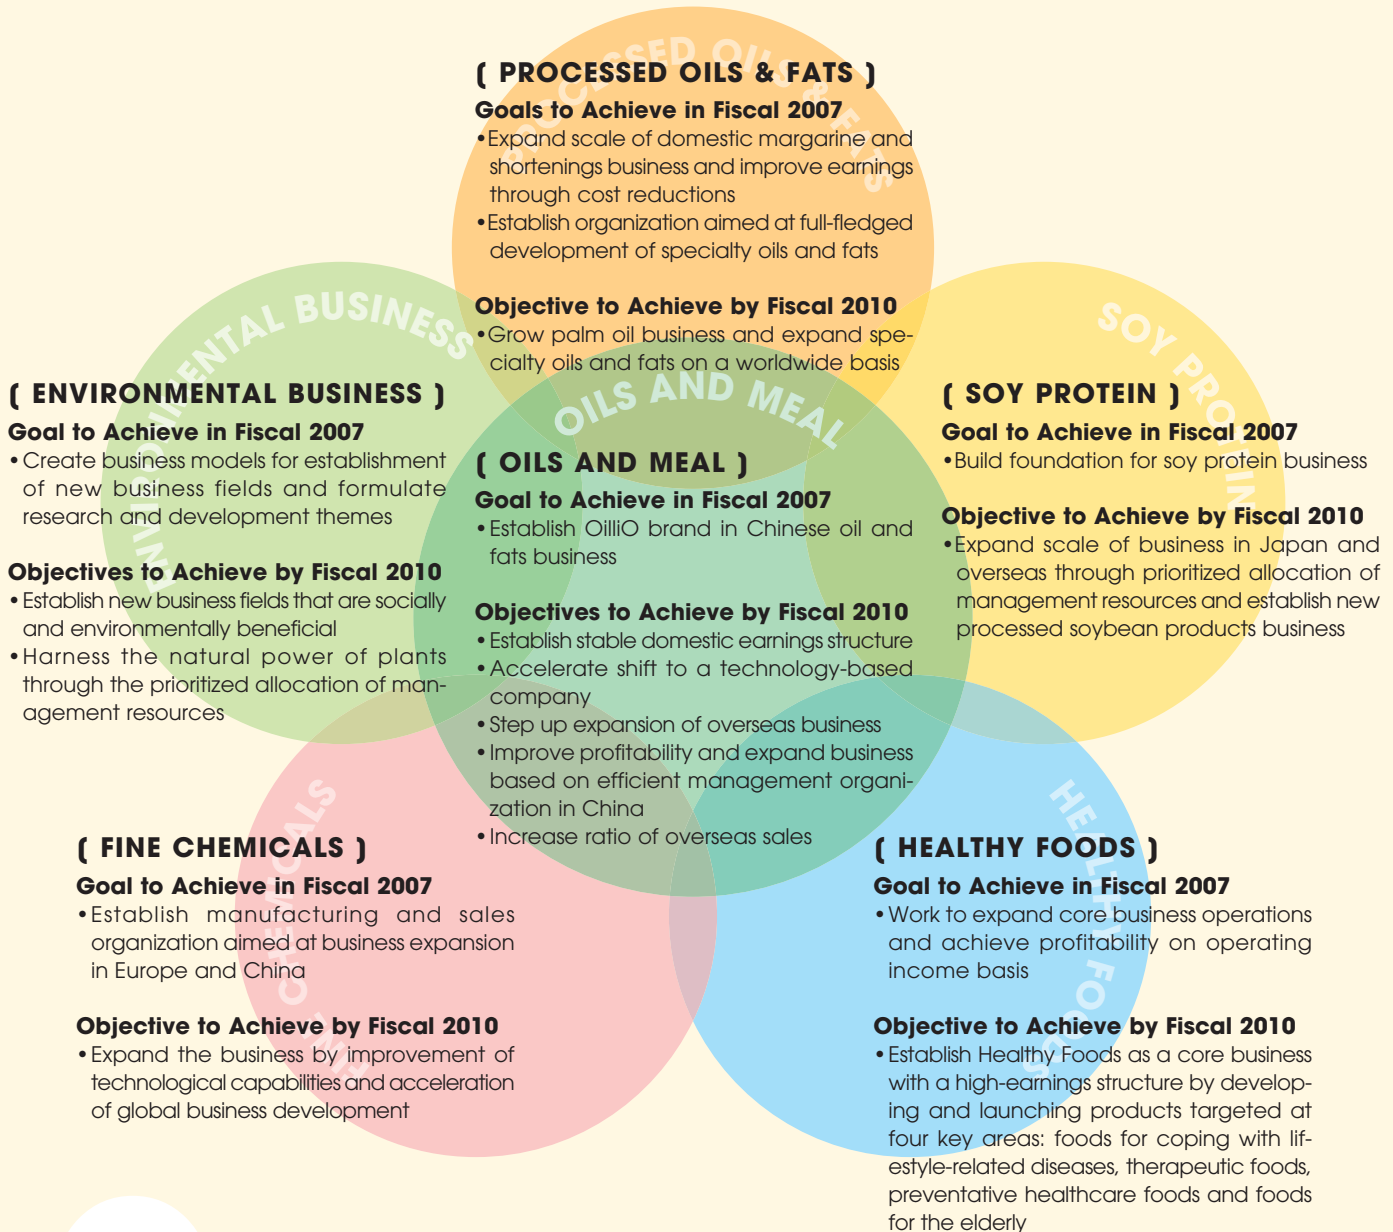 PROCESSED OILS & FATS
( PROCESSED OILS & FATS )
Goals to Achieve in Fiscal 2007
•Expand scale of domestic margarine and
shortenings business and improve earnings
through cost reductions
•Establish organization aimed at full-fledged
development of specialty oils and fats
Objective to Achieve by Fiscal 2010
•Grow palm oil business and expand spe-
cialty oils and fats on a worldwide basis
ENVIRONMENTAL BUSINESS
( ENVIRONMENTAL BUSINESS )
Goal to Achieve in Fiscal 2007
•Create business models for establishment
of new business fields and formulate
research and development themes
Objectives to Achieve by Fiscal 2010
•Establish new business fields that are socially
and environmentally beneficial
•Harness the natural power of plants
through the prioritized allocation of man-
agement resources
OILS AND MEAL
( OILS AND MEAL )
Goal to Achieve in Fiscal 2007
•Establish OilliO brand in Chinese oil and
fats business
Objectives to Achieve by Fiscal 2010
•Establish stable domestic earnings structure
•Accelerate shift to a technology-based
company
•Step up expansion of overseas business
•Improve profitability and expand business
based on efficient management organi-
zation in China
•Increase ratio of overseas sales
SOY PROTEIN
( SOY PROTEIN )
Goal to Achieve in Fiscal 2007
•Build foundation for soy protein business
Objective to Achieve by Fiscal 2010
•Expand scale of business in Japan and
overseas through prioritized allocation of
management resources and establish new
processed soybean products business
FINE CHEMICALS
( FINE CHEMICALS )
Goal to Achieve in Fiscal 2007
•Establish manufacturing and sales
organization aimed at business expansion
in Europe and China
Objective to Achieve by Fiscal 2010
•Expand the business by improvement of
technological capabilities and acceleration
of global business development
HEALTHY FOODS
( HEALTHY FOODS )
Goal to Achieve in Fiscal 2007
•Work to expand core business operations
and achieve profitability on operating
income basis
Objective to Achieve by Fiscal 2010
•Establish Healthy Foods as a core business
with a high-earnings structure by develop-
ing and launching products targeted at
four key areas: foods for coping with lif-
estyle-related diseases, therapeutic foods,
preventative healthcare foods and foods
for the elderly